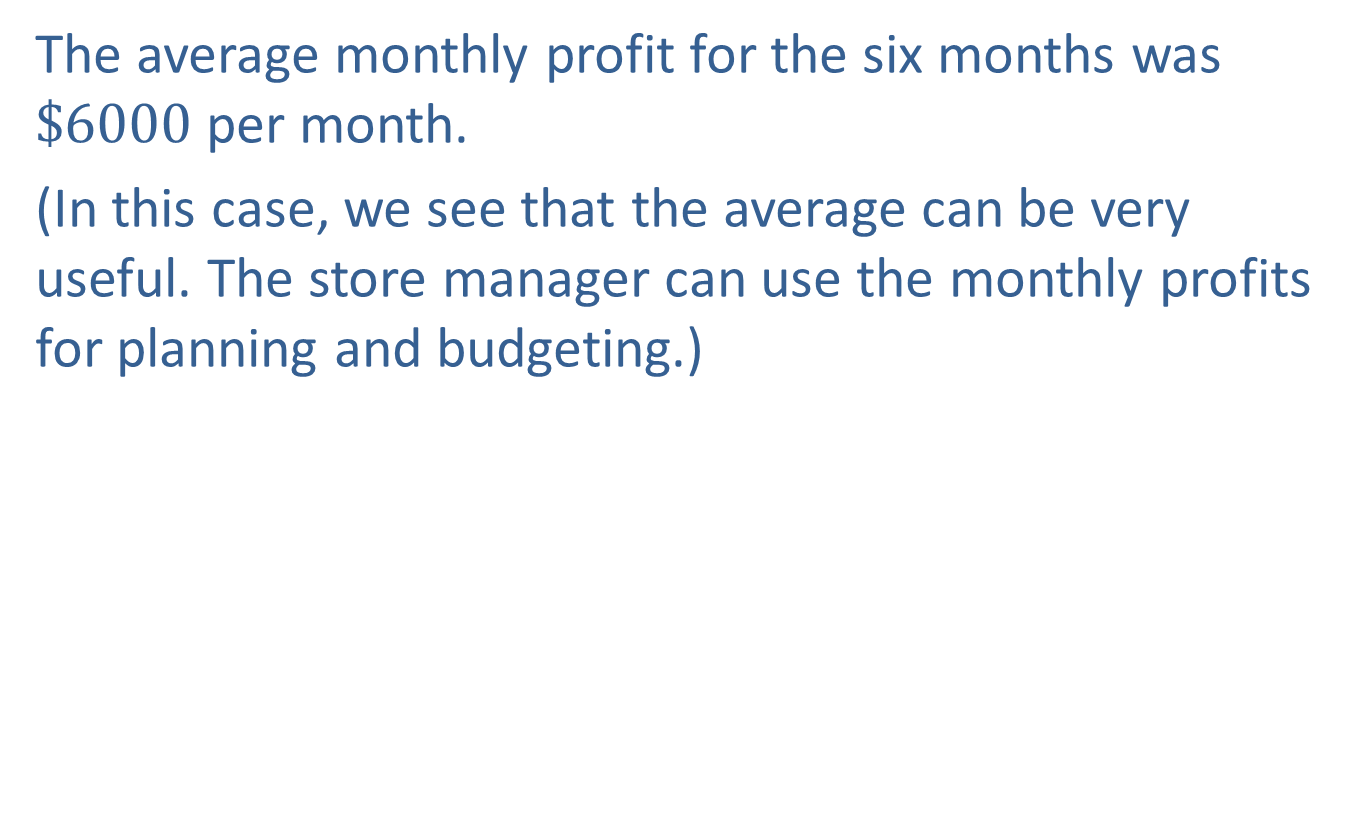 The average monthly profit for the six months was
$6000 per month.
(In this case, we see that the average can be very
useful. The store manager can use the monthly profits
for planning and budgeting.)